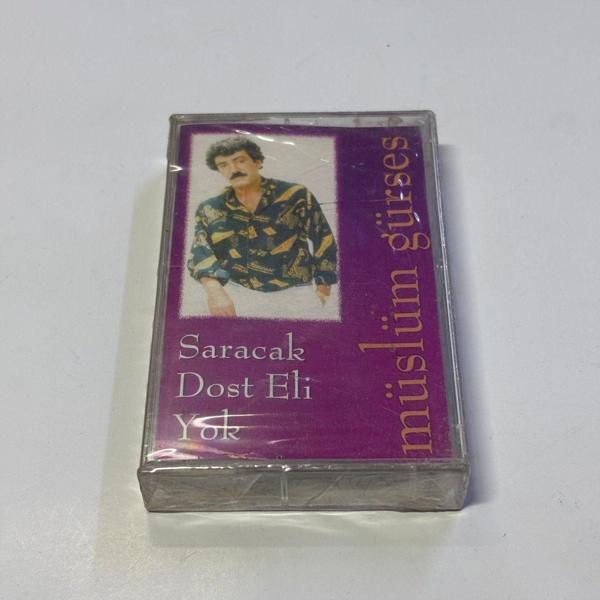 Saracak
Dost Eli
Yok
müslüm gürses